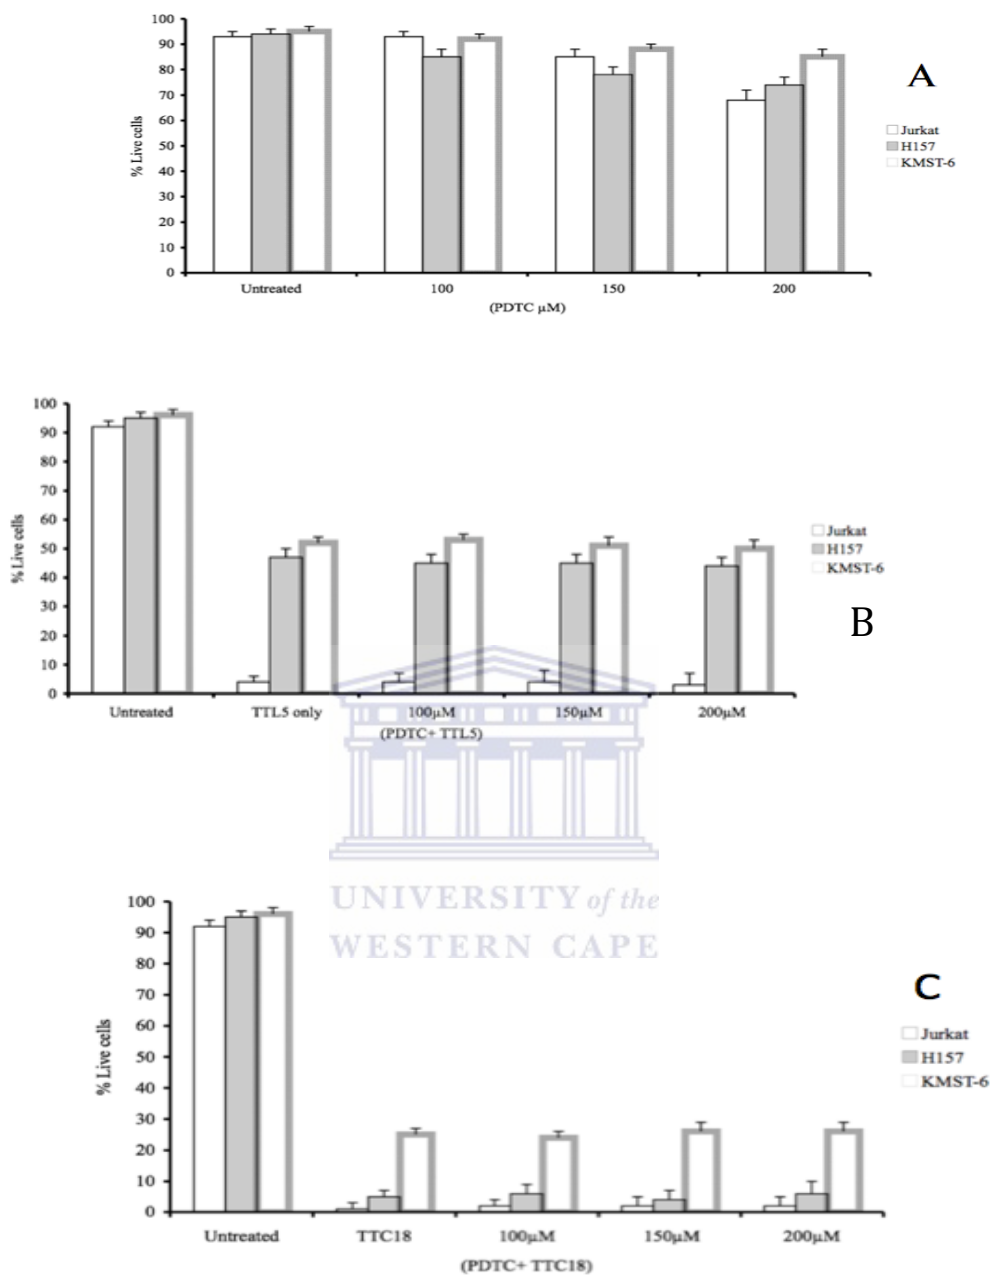 100
90
80
70
60
50
40
30
20
10
0
% Live cells
Untreated 100 150 200
(PDTC µM)
A
Jurkat
H157
KMST-6
100
90
80
70
60
50
40
30
20
10
0
% Live cells
Untreated TTL5 only 100µM 150µM 200µM
(PDTC+ TTL5)
Jurkat
H157
KMST-6
B
UNIVERSITY of the
WESTERN CAPE
100
90
80
70
60
50
40
30
20
10
0
% Live cells
Untreated TTC18 100µM 150µM 200µM
(PDTC+ TTC18)
C
Jurkat
H157
KMST-6